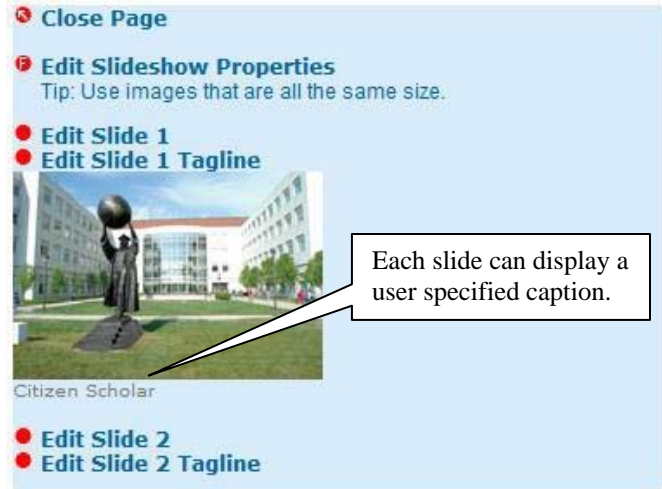 Close Page
F
Edit Slideshow Properties
Tip: Use images that are all the same size.
Edit Slide 1
Edit Slide 1 Tagline
Each slide can display a
user specified caption.
Citizen Scholar
Edit Slide 2
Edit Slide 2 Tagline